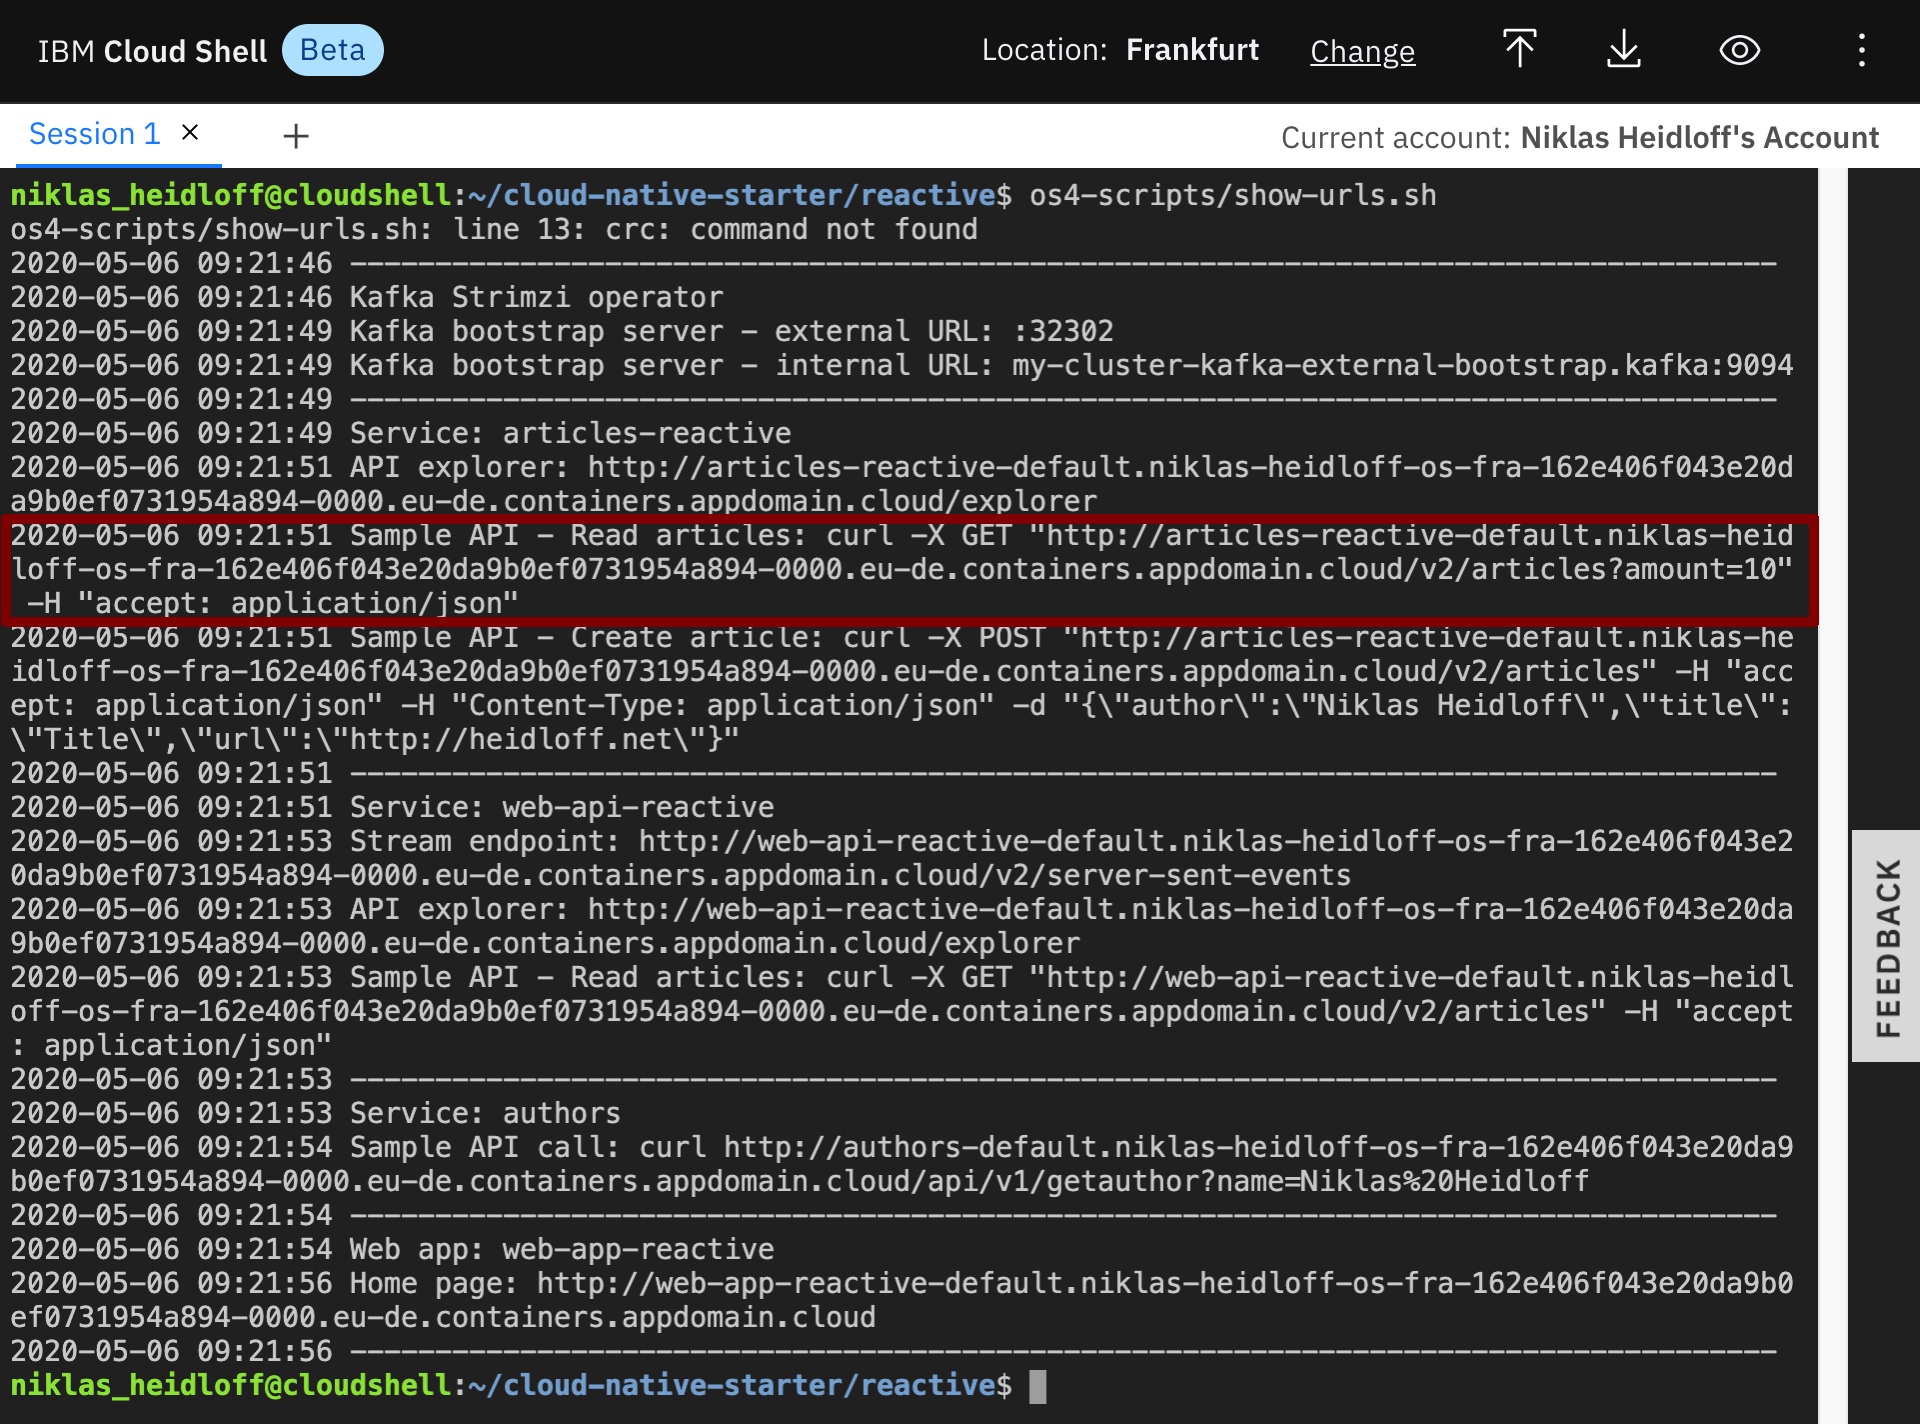 IBM Cloud Shell Beta Location: Frankfurt Change
Session 1 × + Current account: Niklas Heidloff's Account
niklas_heidloff@cloudshell:~/cloud-native-starter/reactive$ os4-scripts/show-urls.sh
os4-scripts/show-urls.sh: line 13: crc: command not found
2020-05-06 09:21:46 ------------------------------------------------------------------------------------
2020-05-06 09:21:46 Kafka Strimzi operator
2020-05-06 09:21:49 Kafka bootstrap server - external URL: :32302
2020-05-06 09:21:49 Kafka bootstrap server - internal URL: my-cluster-kafka-external-bootstrap.kafka:9094
2020-05-06 09:21:49 ------------------------------------------------------------------------------------
2020-05-06 09:21:49 Service: articles-reactive
2020-05-06 09:21:51 API explorer: http://articles-reactive-default.niklas-heidloff-os-fra-162e406f043e20d
a9b0ef0731954a894-0000.eu-de.containers.appdomain.cloud/explorer
2020-05-06 09:21:51 Sample API - Read articles: curl -X GET "http://articles-reactive-default.niklas-heid
loff-os-fra-162e406f043e20da9b0ef0731954a894-0000.eu-de.containers.appdomain.cloud/v2/articles?amount=10"
 -H "accept: application/json"
2020-05-06 09:21:51 Sample API - Create article: curl -X POST "http://articles-reactive-default.niklas-he
idloff-os-fra-162e406f043e20da9b0ef0731954a894-0000.eu-de.containers.appdomain.cloud/v2/articles" -H "acc
ept: application/json" -H "Content-Type: application/json" -d "{\"author\":\"Niklas Heidloff\",\"title\":
\"Title\",\"url\":\"http://heidloff.net\"}"
2020-05-06 09:21:51 ------------------------------------------------------------------------------------
2020-05-06 09:21:51 Service: web-api-reactive
2020-05-06 09:21:53 Stream endpoint: http://web-api-reactive-default.niklas-heidloff-os-fra-162e406f043e2
0da9b0ef0731954a894-0000.eu-de.containers.appdomain.cloud/v2/server-sent-events
2020-05-06 09:21:53 API explorer: http://web-api-reactive-default.niklas-heidloff-os-fra-162e406f043e20da
9b0ef0731954a894-0000.eu-de.containers.appdomain.cloud/explorer
2020-05-06 09:21:53 Sample API - Read articles: curl -X GET "http://web-api-reactive-default.niklas-heidl
off-os-fra-162e406f043e20da9b0ef0731954a894-0000.eu-de.containers.appdomain.cloud/v2/articles" -H "accept
: application/json"
2020-05-06 09:21:53 ------------------------------------------------------------------------------------
2020-05-06 09:21:53 Service: authors
2020-05-06 09:21:54 Sample API call: curl http://authors-default.niklas-heidloff-os-fra-162e406f043e20da9
b0ef0731954a894-0000.eu-de.containers.appdomain.cloud/api/v1/getauthor?name=Niklas%20Heidloff
2020-05-06 09:21:54 ------------------------------------------------------------------------------------
2020-05-06 09:21:54 Web app: web-app-reactive
2020-05-06 09:21:56 Home page: http://web-app-reactive-default.niklas-heidloff-os-fra-162e406f043e20da9b0
ef0731954a894-0000.eu-de.containers.appdomain.cloud
2020-05-06 09:21:56 ------------------------------------------------------------------------------------
niklas_heidloff@cloudshell:~/cloud-native-starter/reactive$
FEEDBACK